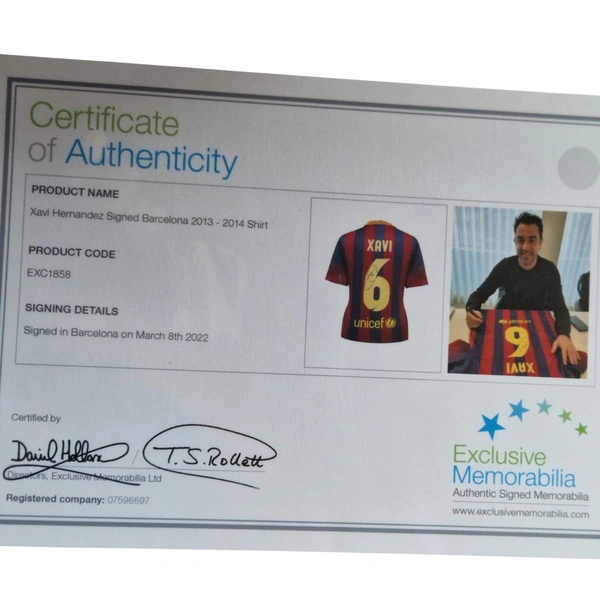 Certificate
of Authenticity
PRODUCT NAME
Xavi Hernandez Signed Barcelona 2013 - 2014 Shirt
PRODUCT CODE
EXC1858
SIGNING DETAILS
Signed in Barcelona on March 8th 2022
XAVI
6
unicef
6
XAVI
Certified by
T.S. Rollett
Directors, Exclusive Memorabilia Ltd
Registered company: 07596697
Exclusive
Memorabilia
Authentic Signed Memorabilia
www.exclusivememorabilia.com